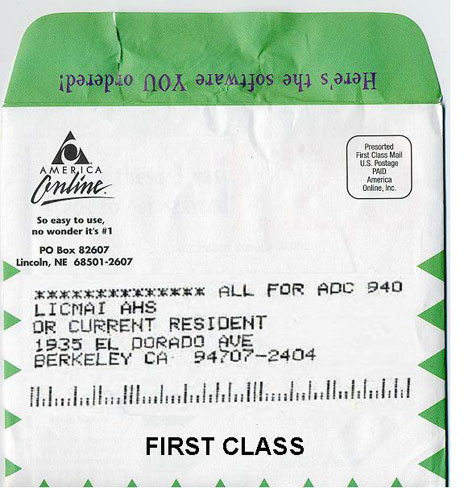 Here's the software YOU ordered!
AMERICA
Online
So easy to use,
no wonder it's #1
PO Box 82607
Lincoln, NE 68501-2607
Presorted
First Class Mail
U.S. Postage
PAID
America
Online, Inc.
************** ALL FOR ADC 940
LICMAI AHS
OR CURRENT RESIDENT
1935 EL DORADO AVE
BERKELEY CA 94707-2404
FIRST CLASS